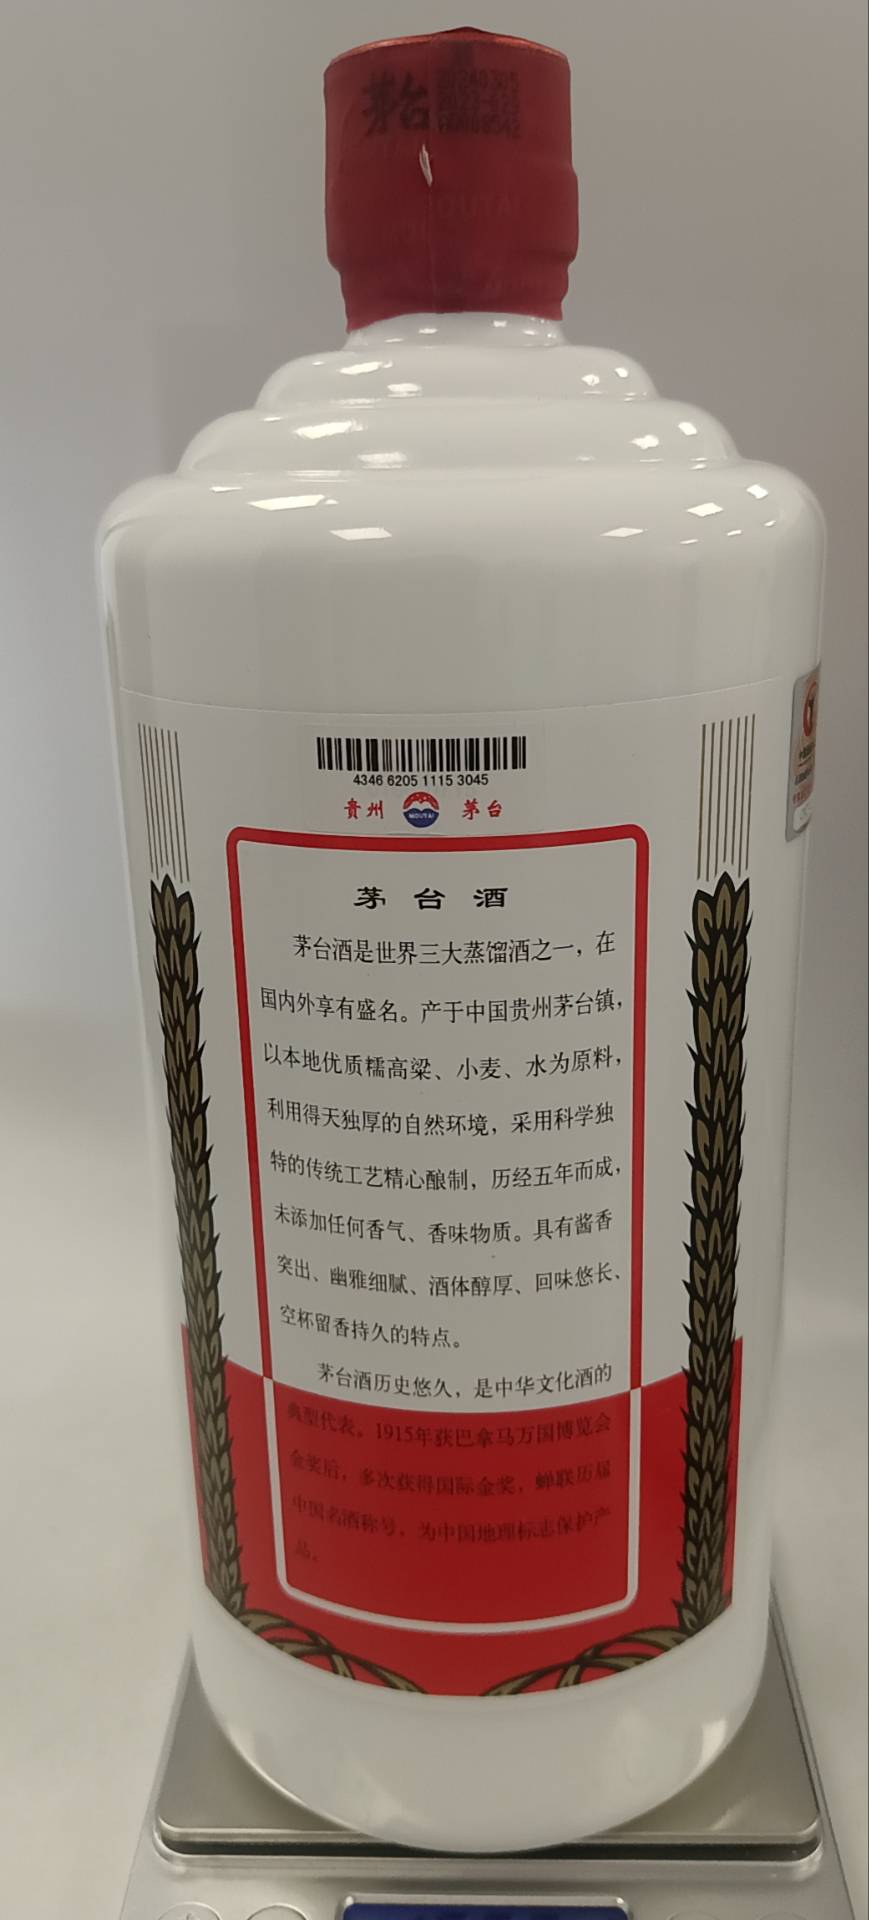 茅台
20240305
2023-025
MOUTAI
4346 6205 1115 3045
贵州 MOUTAI 茅台
茅台酒
茅台酒是世界三大蒸馏酒之一，在
国内外享有盛名。产于中国贵州茅台镇，
以本地优质糯高粱、小麦、水为原料，
利用得天独厚的自然环境，采用科学独
特的传统工艺精心酿制，历经五年而成，
未添加任何香气、香味物质。具有酱香
突出、幽雅细腻、酒体醇厚、回味悠长、
空杯留香持久的特点。
茅台酒历史悠久，是中华文化酒的
典型代表。1915年获巴拿马万国博览会
金奖后，多次获得国际金奖，蝉联历届
中国名酒称号，为中国地理标志保护产
品。